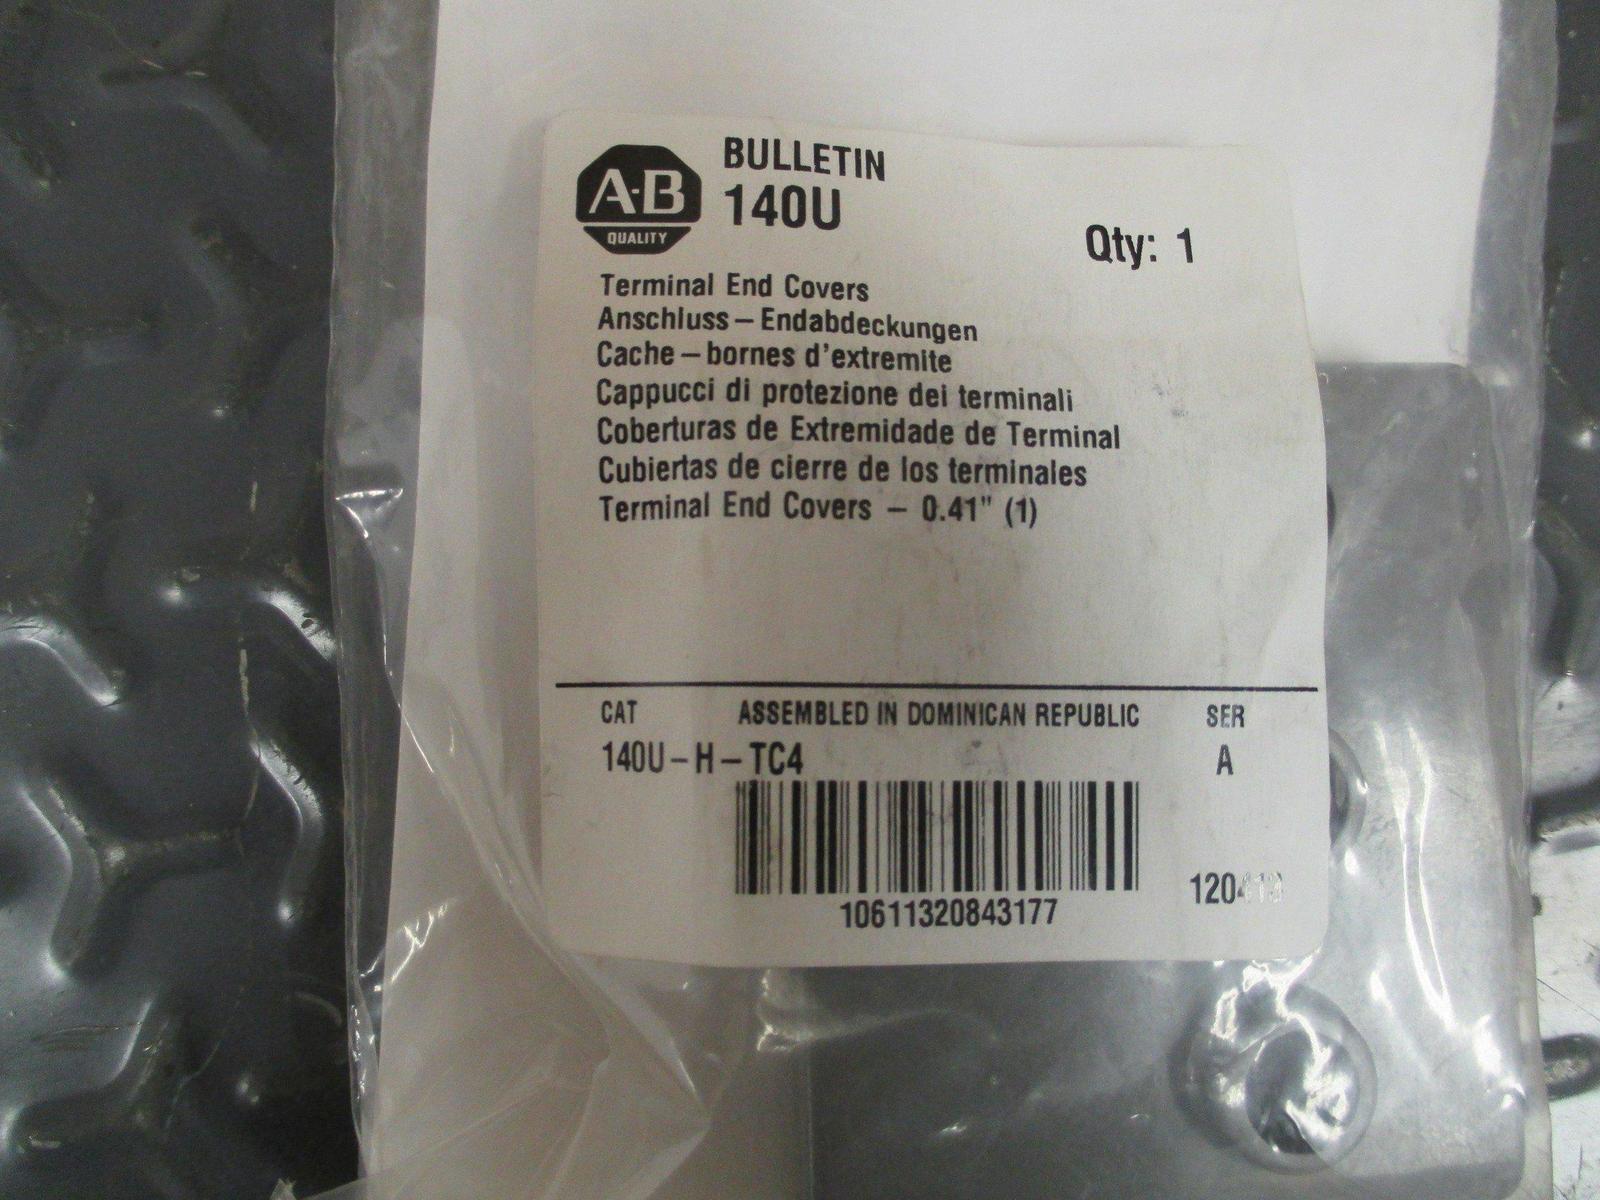 A-B
QUALITY
BULLETIN
140U
Qty: 1
Terminal End Covers
Anschluss – Endabdeckungen
Cache – bornes d'extremite
Cappucci di protezione dei terminali
Coberturas de Extremidade de Terminal
Cubiertas de cierre de los terminales
Terminal End Covers – 0.41" (1)
CAT ASSEMBLED IN DOMINICAN REPUBLIC SER
140U – H – TC4 A
10611320843177